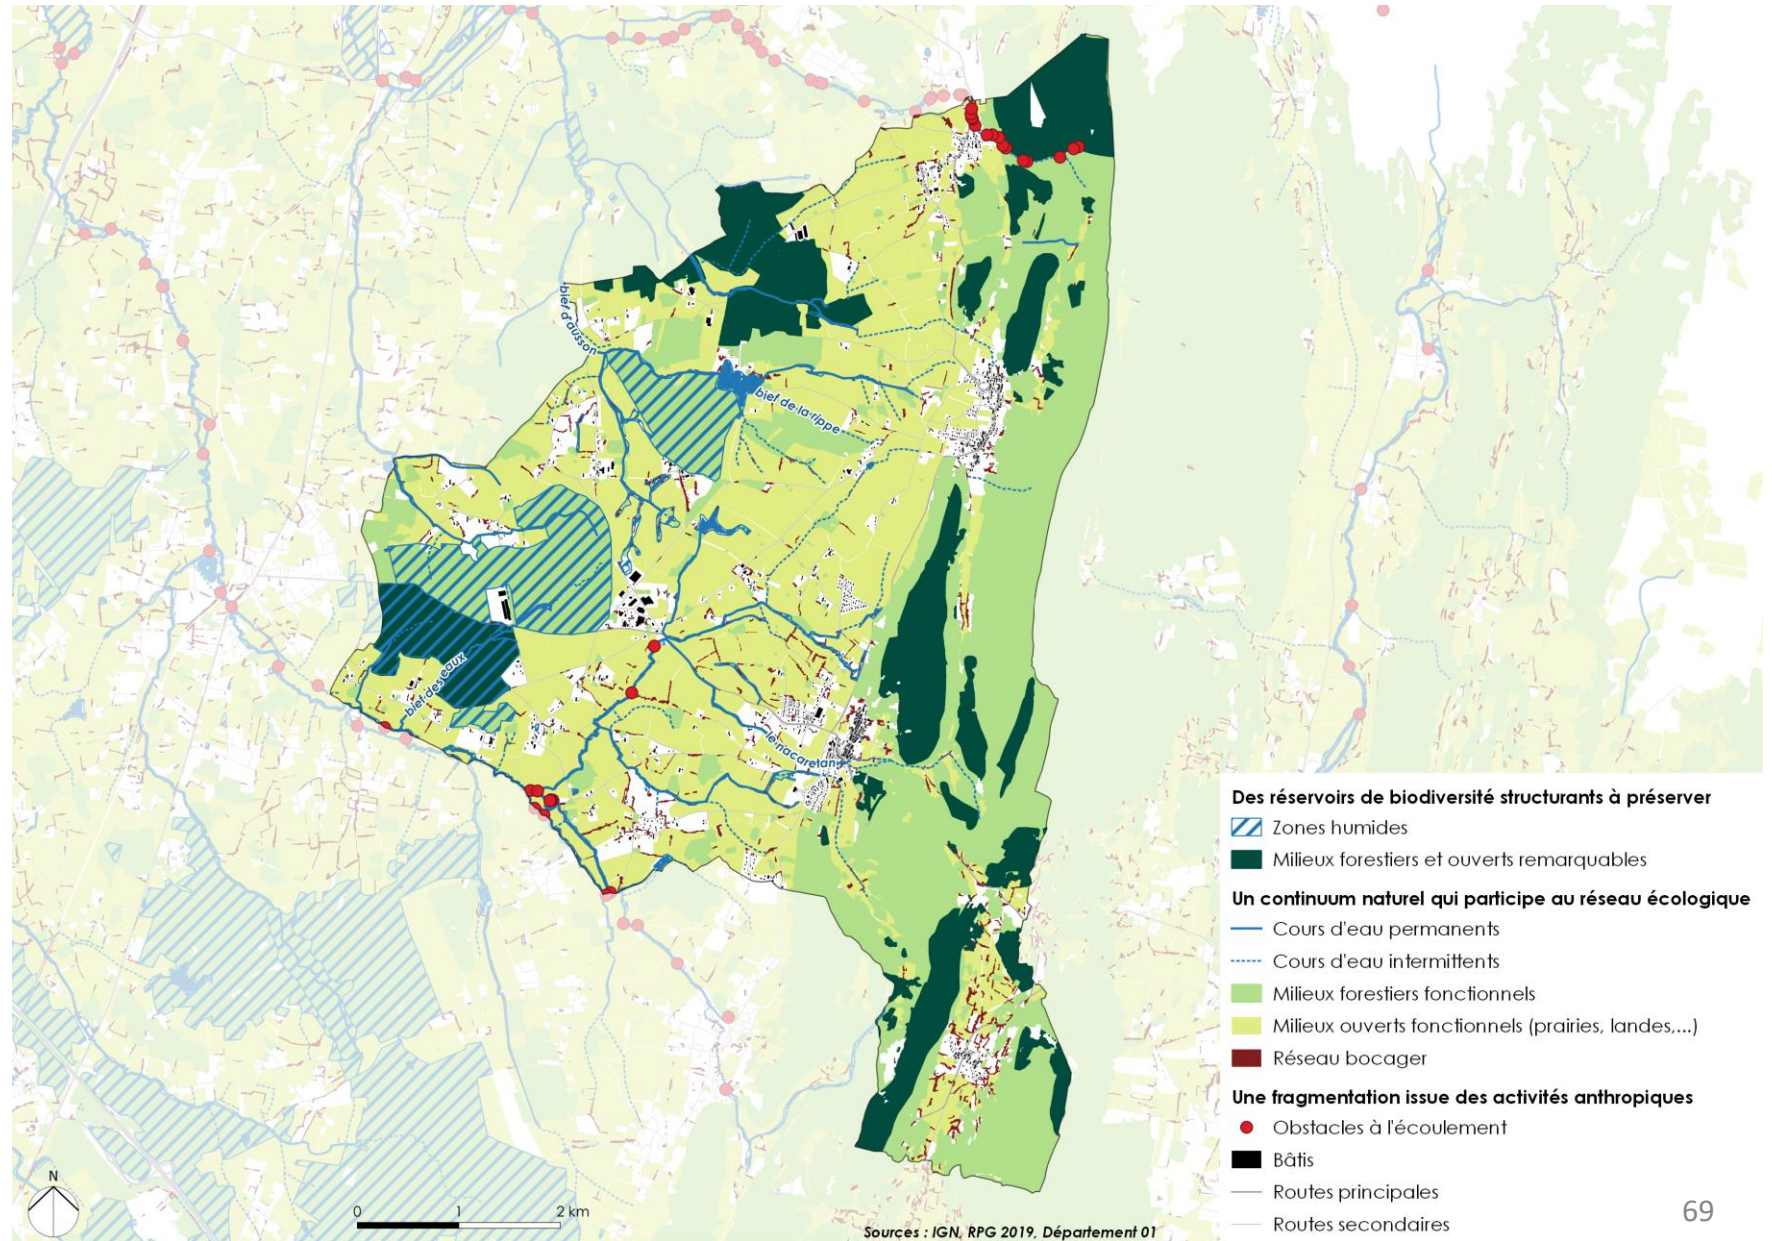 bief d'ausson
bief de la rippe
bief des eaux
le nacaretan
Des réservoirs de biodiversité structurants à préserver
Zones humides
Milieux forestiers et ouverts remarquables
Un continuum naturel qui participe au réseau écologique
Cours d'eau permanents
Cours d'eau intermittents
Milieux forestiers fonctionnels
Milieux ouverts fonctionnels (prairies, landes,...)
Réseau bocager
Une fragmentation issue des activités anthropiques
Obstacles à l'écoulement
Bâtis
Routes principales
Routes secondaires
N
0 1 2 km
Sources : IGN, RPG 2019, Département 01
69